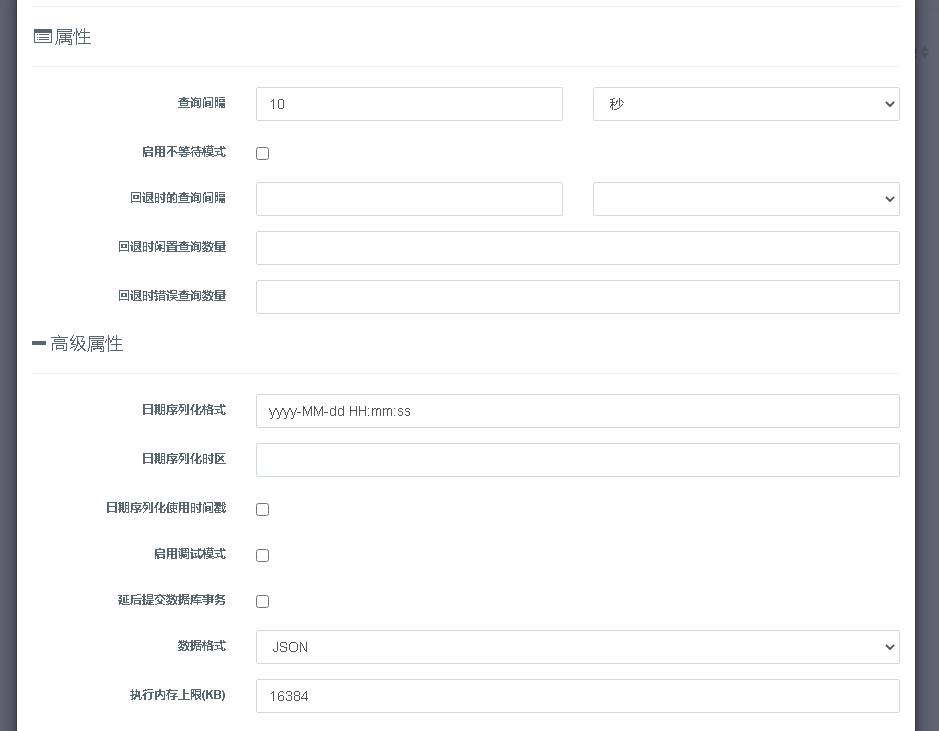 属性
查询间隔 10 秒
启用不等待模式
回退时的查询间隔
回退时闲置查询数量
回退时错误查询数量
高级属性
日期序列化格式 yyyy-MM-dd HH:mm:ss
日期序列化时区
日期序列化使用时间戳
启用调试模式
延后提交数据库事务
数据格式 JSON
执行内存上限(KB) 16384